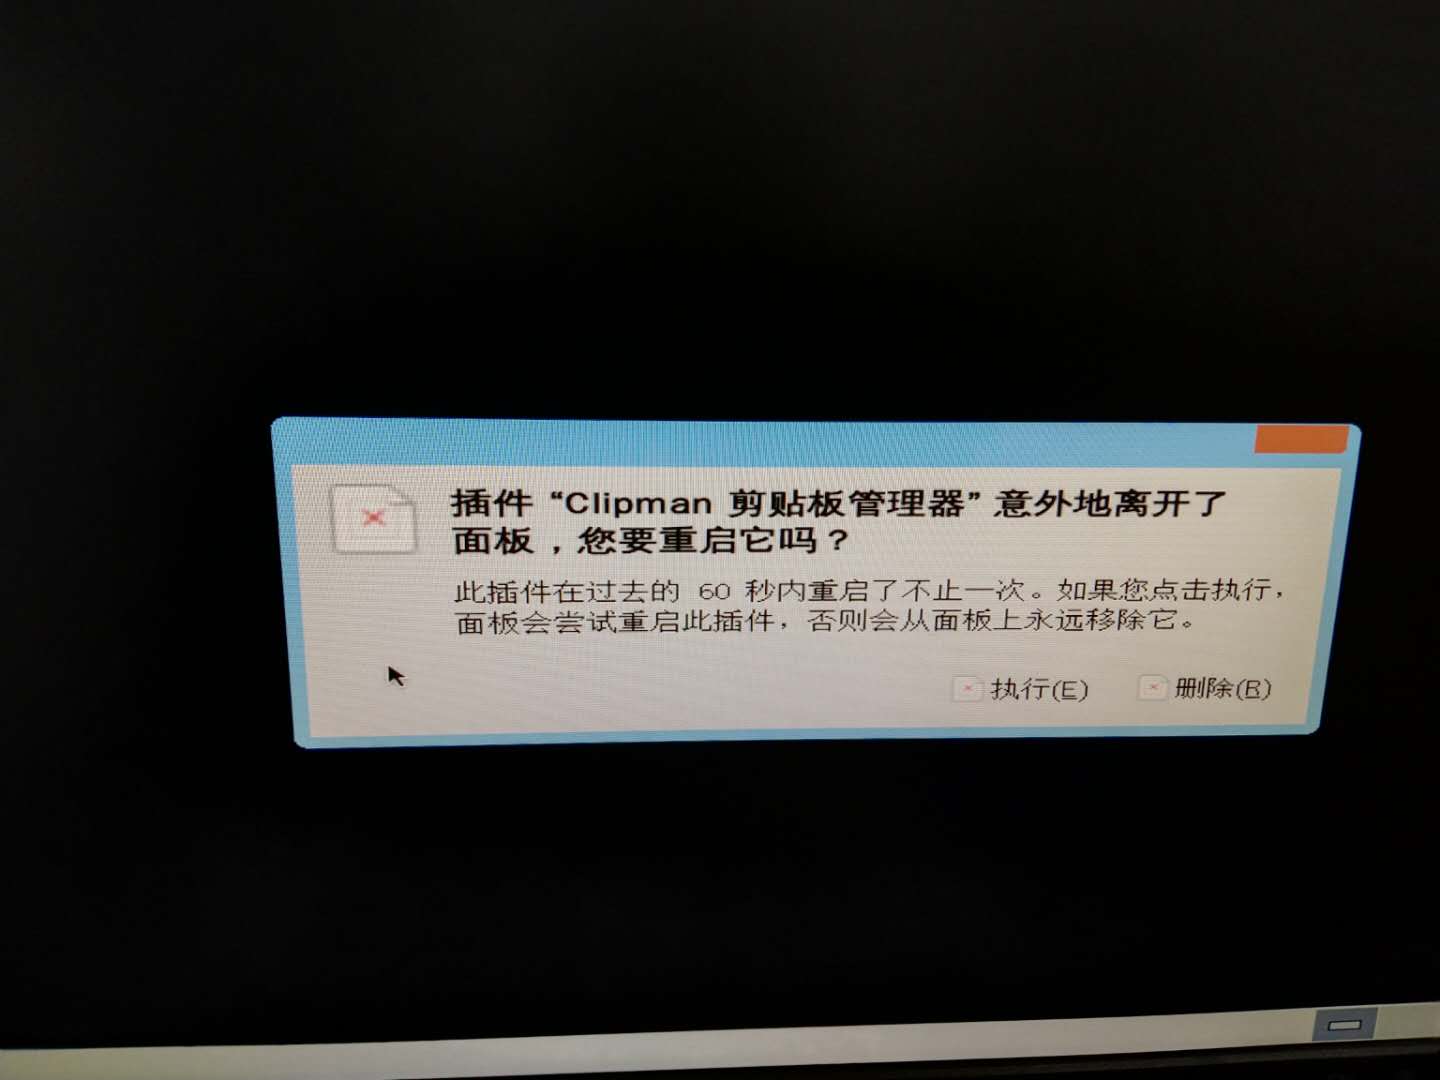 插件 “Clipman 剪贴板管理器” 意外地离开了
面板，您要重启它吗？
此插件在过去的 60 秒内重启了不止一次。如果您点击执行，
面板会尝试重启此插件，否则会从面板上永远移除它。
执行(E)
删除(R)